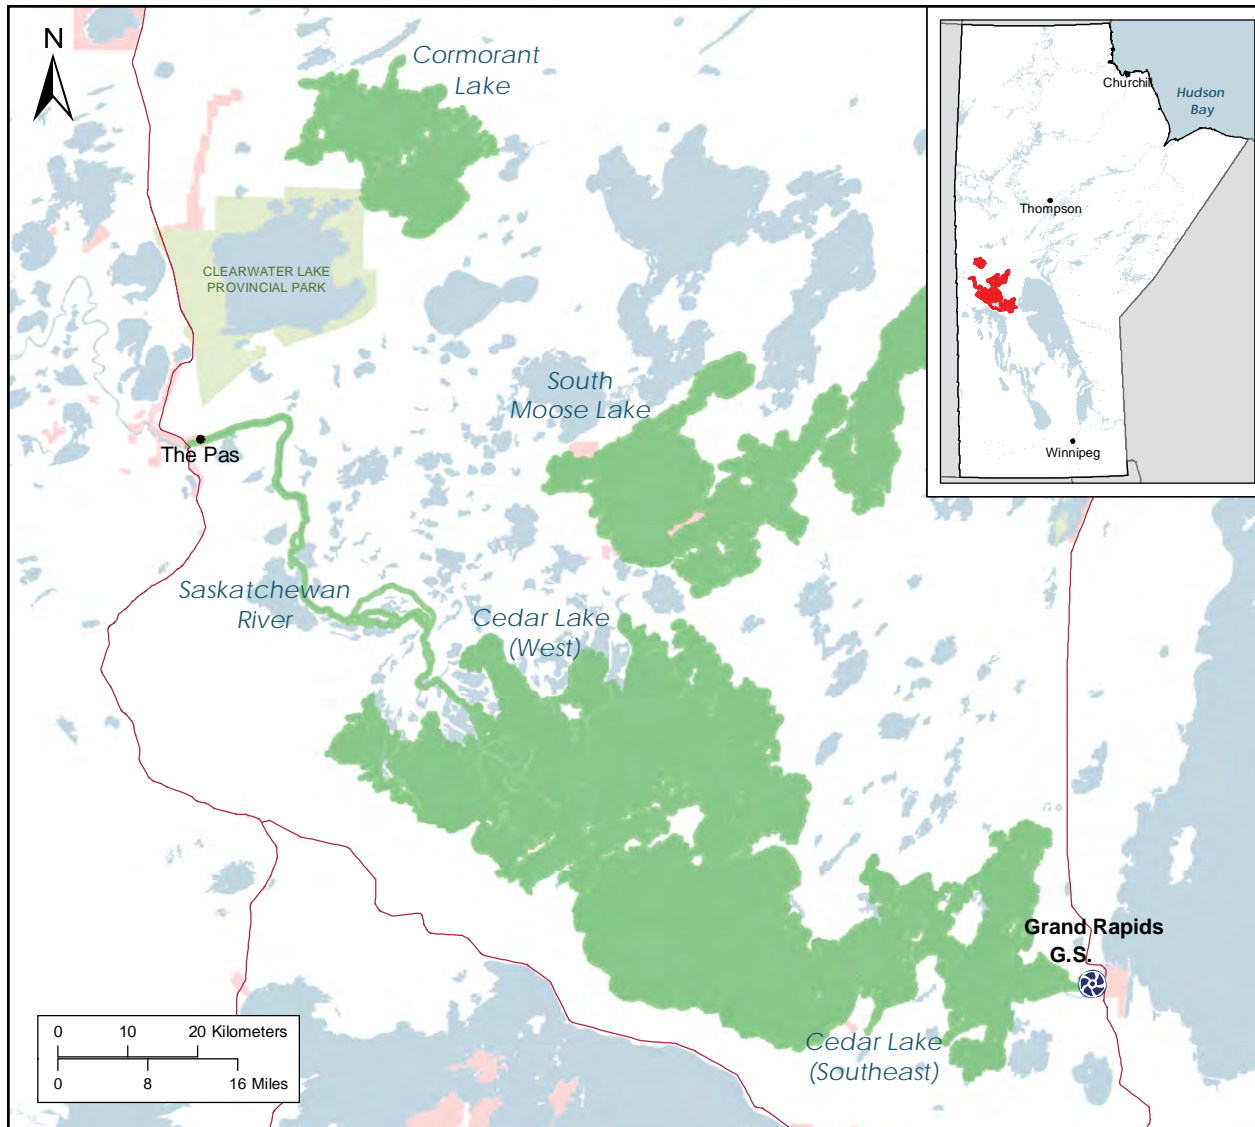 N
Cormorant
Lake
Churchill
Hudson
Bay
Thompson
Winnipeg
CLEARWATER LAKE
PROVINCIAL PARK
South
Moose Lake
The Pas
Saskatchewan
River
Cedar Lake
(West)
Grand Rapids
G.S.
Cedar Lake
(Southeast)
0 10 20 Kilometers
0 8 16 Miles